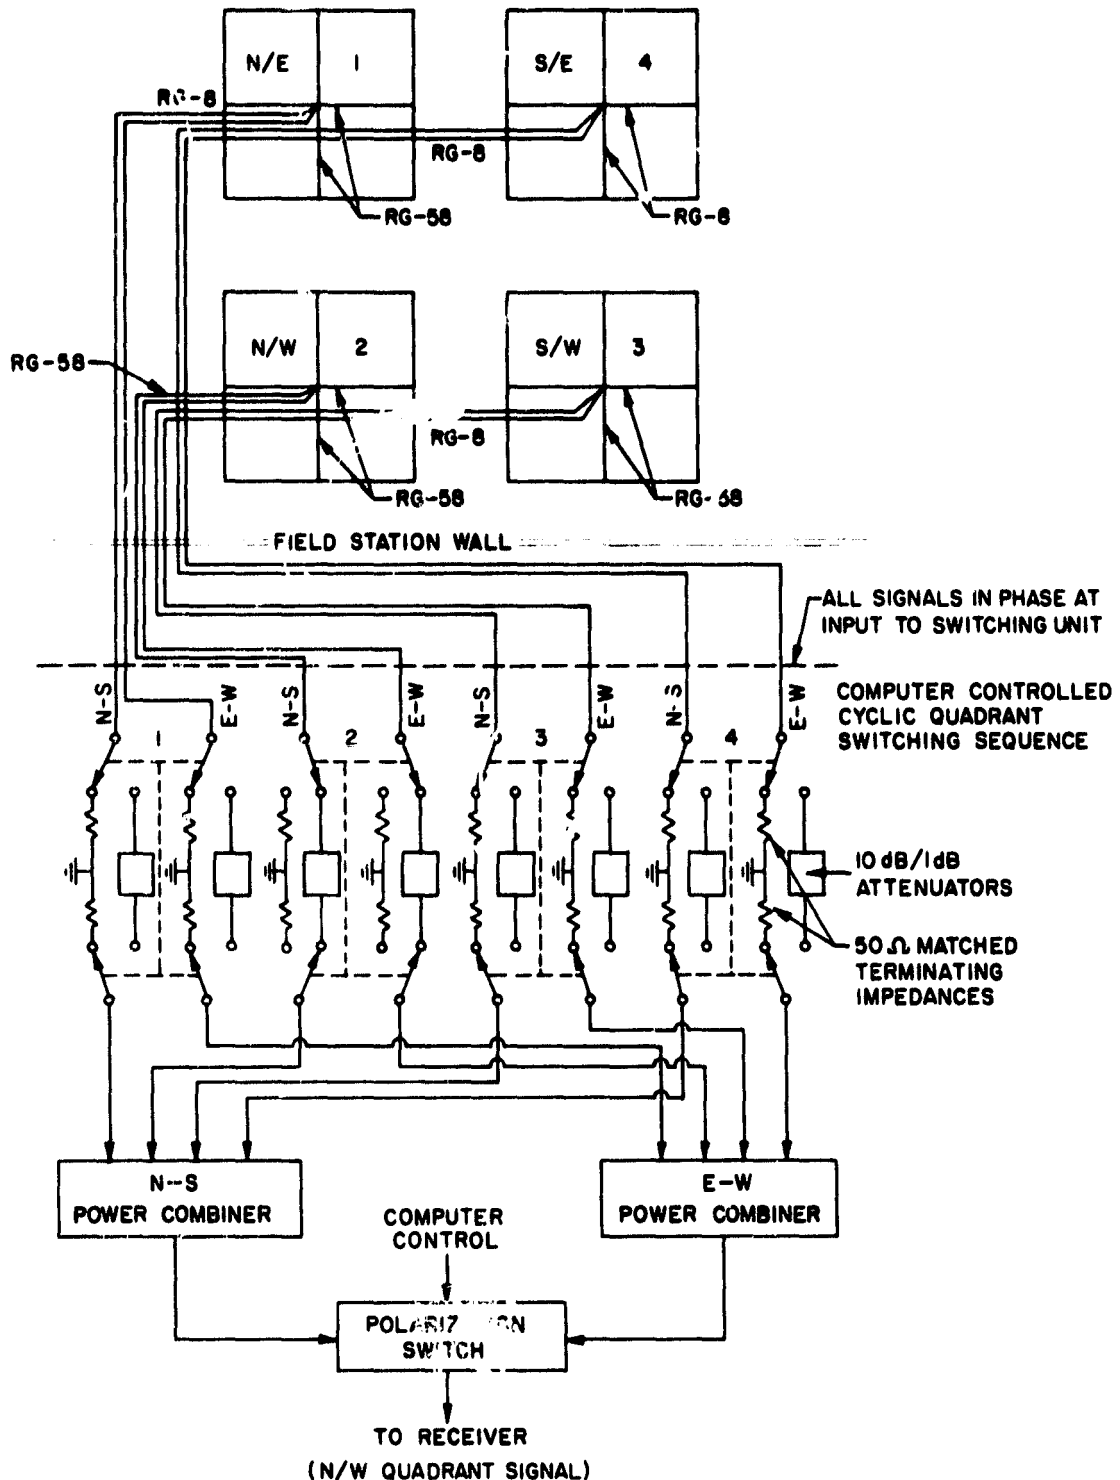 N/E 1
S/E 4
RG-8
RG-8
RG-58
RG-8
N/W 2
S/W 3
RG-58
RG-8
RG-58
RG-58
FIELD STATION WALL
ALL SIGNALS IN PHASE AT
INPUT TO SWITCHING UNIT
N-S
E-W
N-S
E-W
N-S
E-W
N-S
E-W
COMPUTER CONTROLLED
CYCLIC QUADRANT
SWITCHING SEQUENCE
1
2
3
4
10 dB/1dB
ATTENUATORS
50 Ω MATCHED
TERMINATING
IMPEDANCES
N-S
POWER COMBINER
E-W
POWER COMBINER
COMPUTER
CONTROL
POLARIZATION
SWITCH
TO RECEIVER
(N/W QUADRANT SIGNAL)